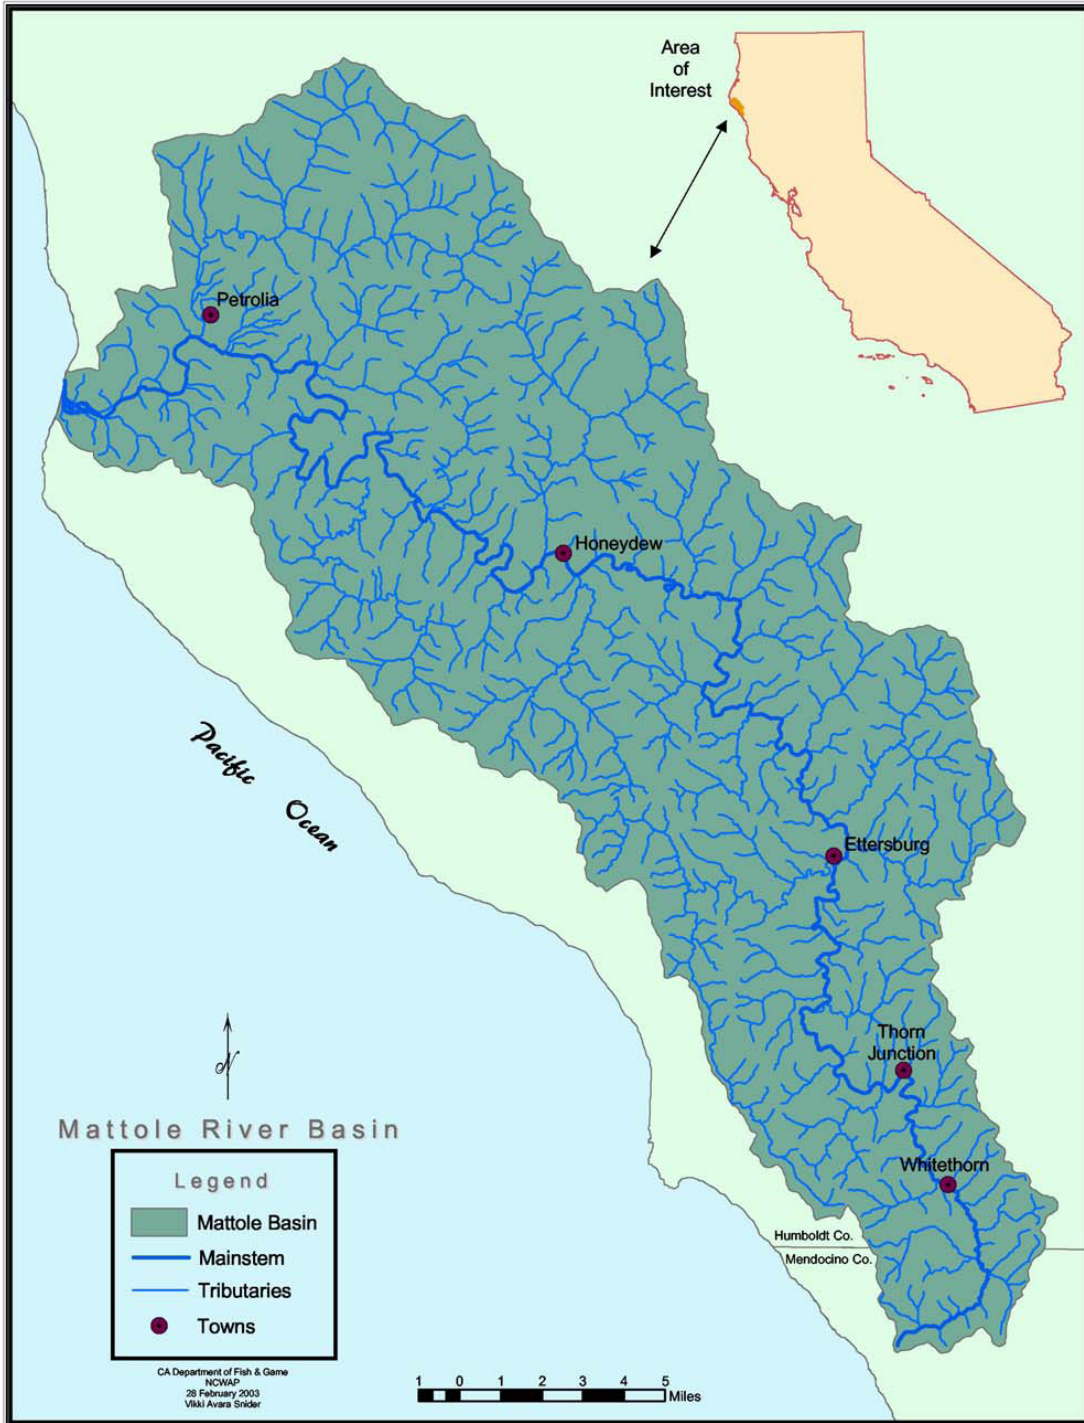 Area
of
Interest
Petrolia
Honeydew
Pacific Ocean
Ettersburg
Thorn
Junction
N
Mattole River Basin
Whitethorn
Legend
Mattole Basin
Mainstem
Tributaries
Towns
Humboldt Co.
Mendocino Co.
CA Department of Fish & Game
NCWAP
28 February 2003
Vikki Avara Snider
1 0 1 2 3 4 5
Miles